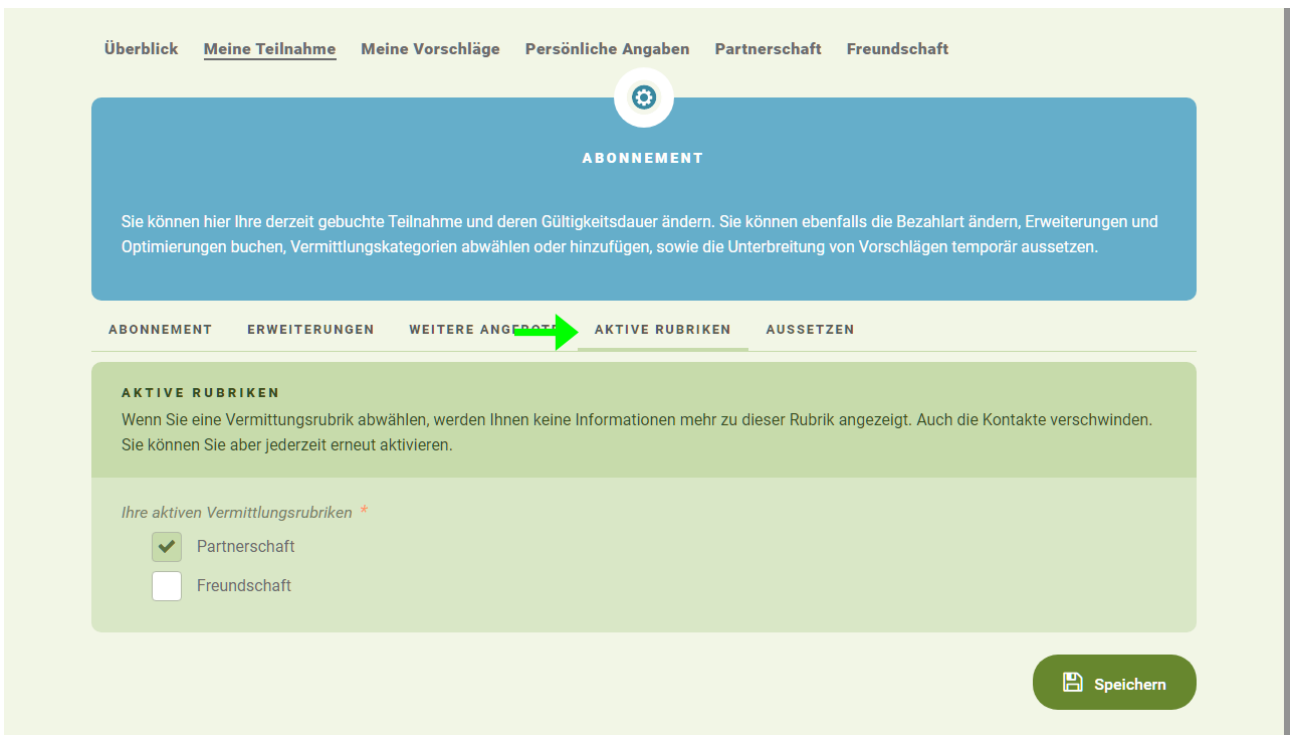 Überblick Meine Teilnahme Meine Vorschläge Persönliche Angaben Partnerschaft Freundschaft
ABONNEMENT
Sie können hier Ihre derzeit gebuchte Teilnahme und deren Gültigkeitsdauer ändern. Sie können ebenfalls die Bezahlart ändern, Erweiterungen und
Optimierungen buchen, Vermittlungskategorien abwählen oder hinzufügen, sowie die Unterbreitung von Vorschlägen temporär aussetzen.
ABONNEMENT ERWEITERUNGEN WEITERE ANGEBOTE AKTIVE RUBRIKEN AUSSETZEN
AKTIVE RUBRIKEN
Wenn Sie eine Vermittungsrubrik abwählen, werden Ihnen keine Informationen mehr zu dieser Rubrik angezeigt. Auch die Kontakte verschwinden.
Sie können Sie aber jederzeit erneut aktivieren.
Ihre aktiven Vermittlungsrubriken *
Partnerschaft
Freundschaft
Speichern